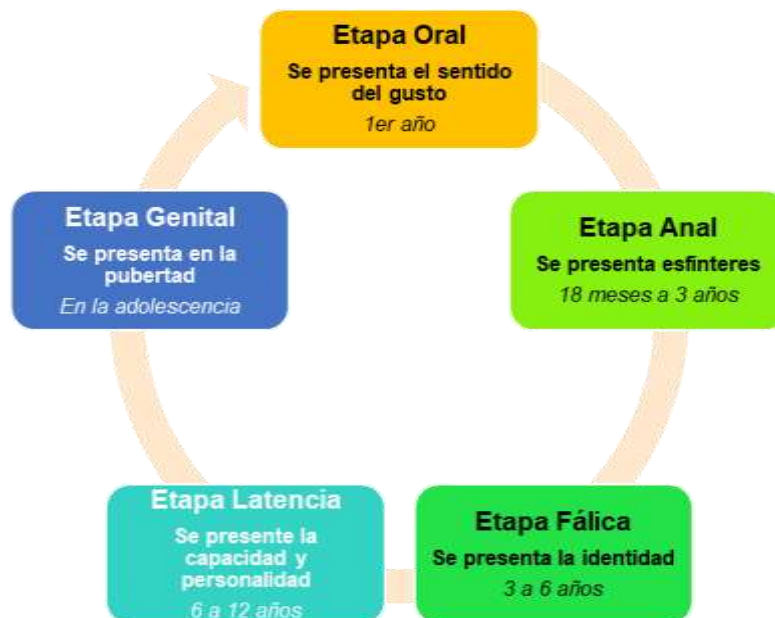 Etapa Oral
Se presenta el sentido
del gusto
1er año
Etapa Anal
Se presenta esfínteres
18 meses a 3 años
Etapa Fálica
Se presenta la identidad
3 a 6 años
Etapa Latencia
Se presente la
capacidad y
personalidad
6 a 12 años
Etapa Genital
Se presenta en la
pubertad
En la adolescencia